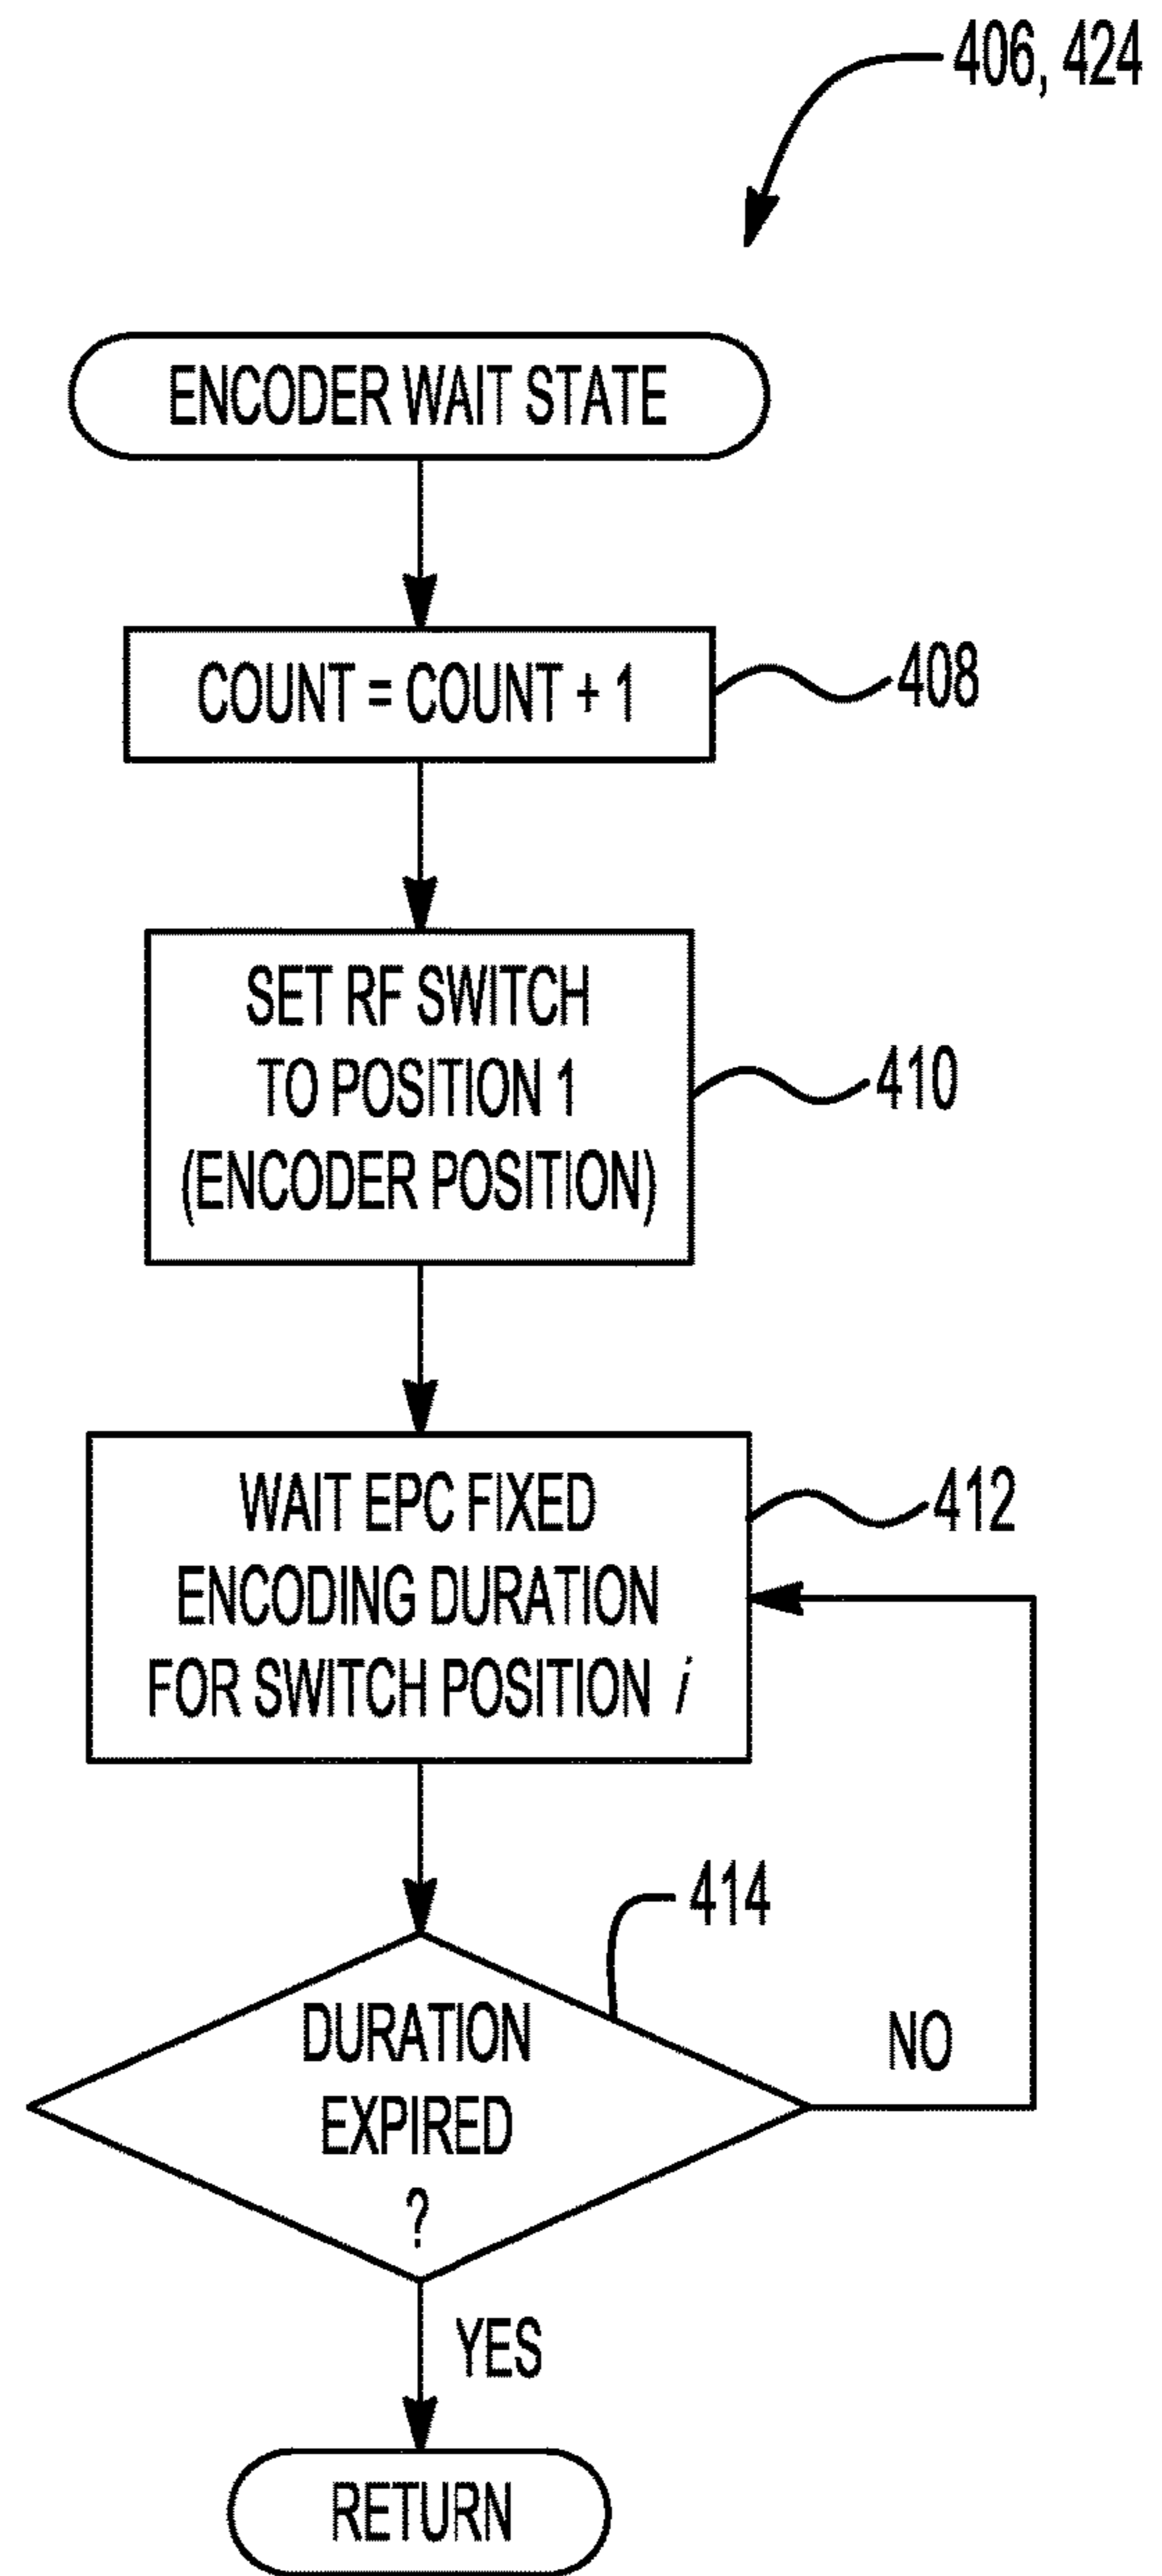 406, 424
ENCODER WAIT STATE
COUNT = COUNT + 1
408
SET RF SWITCH
TO POSITION 1
(ENCODER POSITION)
410
WAIT EPC FIXED
ENCODING DURATION
FOR SWITCH POSITION i
412
414
DURATION
EXPIRED
?
NO
YES
RETURN